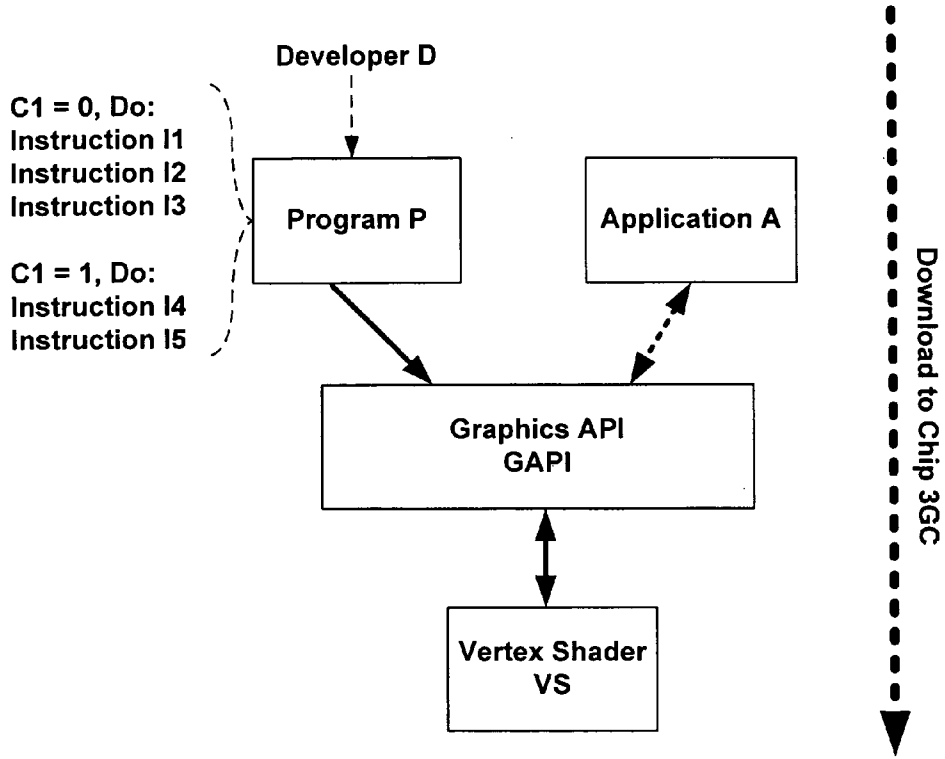 Developer D
C1 = 0, Do:
Instruction I1
Instruction I2
Instruction I3
C1 = 1, Do:
Instruction I4
Instruction I5
Program P
Application A
Graphics API
GAPI
Vertex Shader
VS
Download to Chip 3GC